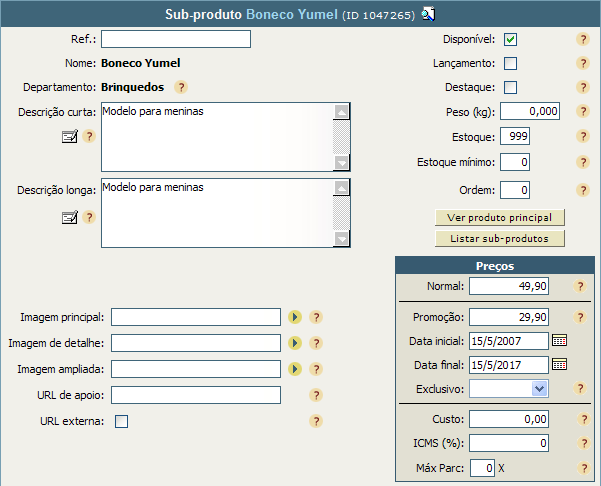 Sub-produto Boneco Yumel (ID 1047265)
Ref.:
Nome: Boneco Yumel
Departamento: Brinquedos ?
Descrição curta: Modelo para meninas
?
Descrição longa: Modelo para meninas
?
Imagem principal: ?
Imagem de detalhe: ?
Imagem ampliada: ?
URL de apoio: ?
URL externa: ?
Disponível: ?
Lançamento: ?
Destaque: ?
Peso (kg): 0,000 ?
Estoque: 999 ?
Estoque mínimo: 0 ?
Ordem: 0 ?
Ver produto principal
Listar sub-produtos
Preços
Normal: 49,90 ?
Promoção: 29,90 ?
Data inicial: 15/5/2007
Data final: 15/5/2017
Exclusivo: ?
Custo: 0,00 ?
ICMS (%): 0 ?
Máx Parc: 0 X ?